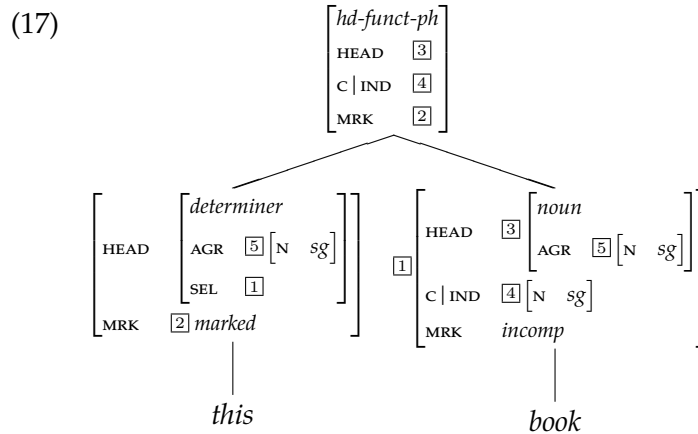 (17)
hd-funct-ph
HEAD 3
C | IND 4
MRK 2
determiner
HEAD AGR 5 [N sg]
SEL 1
MRK 2 marked
this
1
noun
HEAD 3 AGR 5 [N sg]
C | IND 4 [N sg]
MRK incomp
book